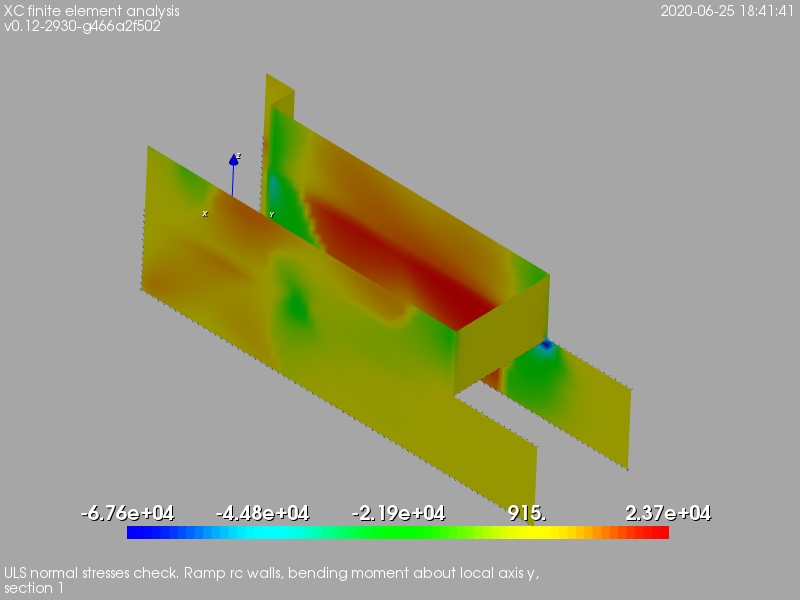 XC finite element analysis
v0.12-2930-g466a2f502
2020-06-25 18:41:41
Z
X
Y
-6.76e+04 -4.48e+04 -2.19e+04 915. 2.37e+04
ULS normal stresses check. Ramp rc walls, bending moment about local axis y,
section 1